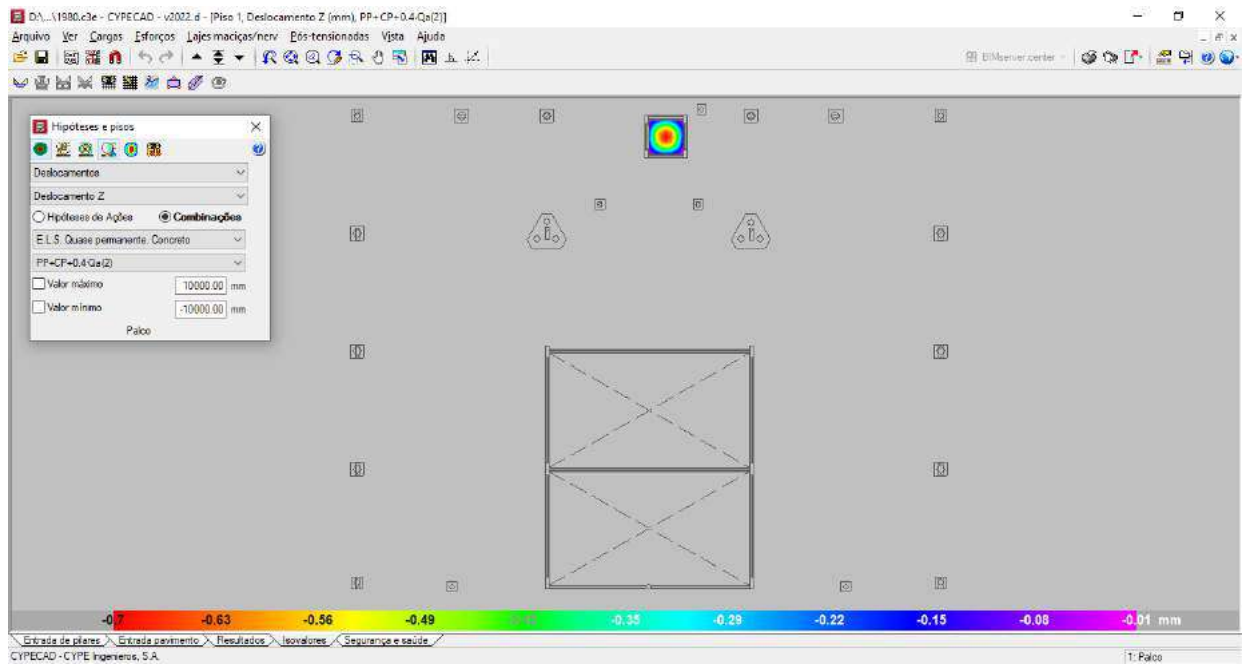 D:\...\1980.c3e - CYPECAD - v2022.d - [Piso 1, Deslocamento Z (mm), PP+CP+0.4·Qa(2)]
Arquivo Ver Cargas Esforços Lajes maciças/nerv Pós-tensionadas Vista Ajuda
BIMserver.center
Hipóteses e pisos
Deslocamentos
Deslocamento Z
Hipóteses de Ações Combinações
E.L.S. Quase permanente. Concreto
PP+CP+0.4·Qa(2)
Valor máximo 10000.00 mm
Valor mínimo -10000.00 mm
Palco
-0.7 -0.63 -0.56 -0.49 -0.35 -0.29 -0.22 -0.15 -0.08 -0.01 mm
Entrada de pilares Entrada pavimento Resultados Isovalores Segurança e saúde
CYPECAD - CYPE Ingenieros, S.A. 1: Palco